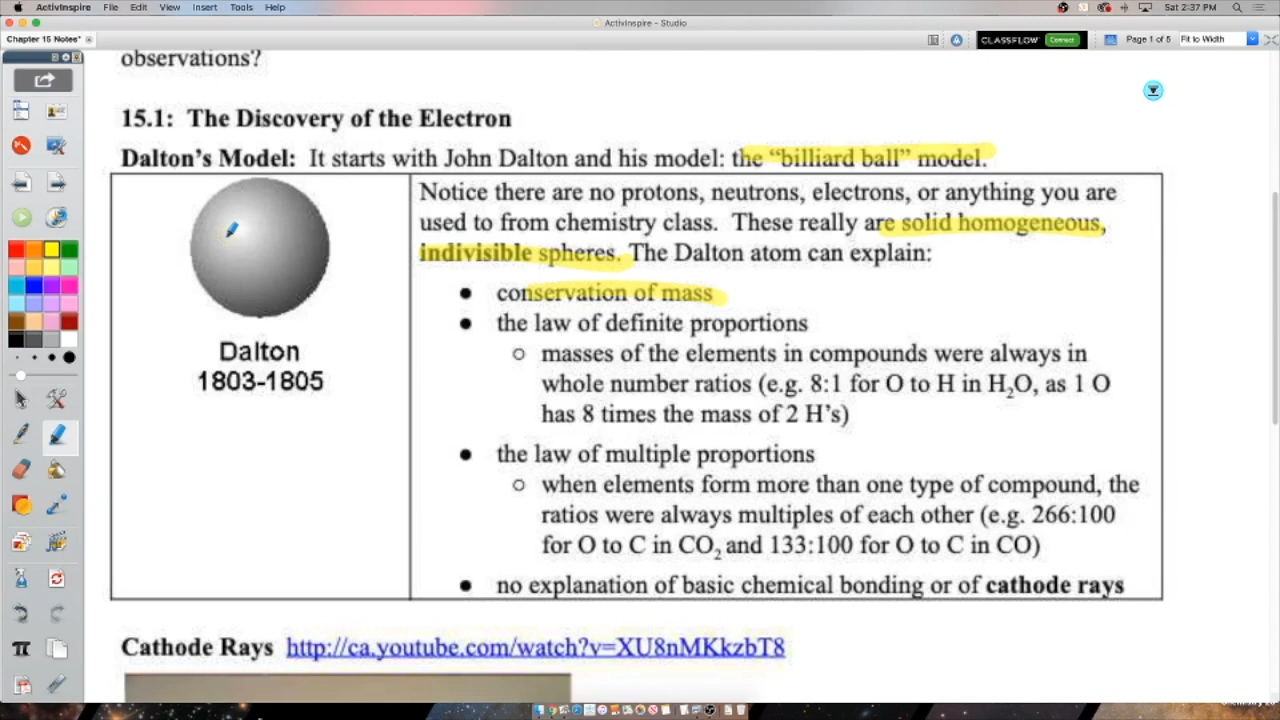 ActivInspire File Edit View Insert Tools Help Sat 2:37 PM
ActivInspire - Studio
Chapter 15 Notes* CLASSFLOW Connect Page 1 of 5 Fit to Width
observations?
15.1: The Discovery of the Electron
Dalton's Model: It starts with John Dalton and his model: the “billiard ball” model.
Dalton
1803-1805
Notice there are no protons, neutrons, electrons, or anything you are
used to from chemistry class. These really are solid homogeneous,
indivisible spheres. The Dalton atom can explain:
● conservation of mass
● the law of definite proportions
○ masses of the elements in compounds were always in
whole number ratios (e.g. 8:1 for O to H in H₂O, as 1 O
has 8 times the mass of 2 H's)
● the law of multiple proportions
○ when elements form more than one type of compound, the
ratios were always multiples of each other (e.g. 266:100
for O to C in CO₂ and 133:100 for O to C in CO)
● no explanation of basic chemical bonding or of cathode rays
Cathode Rays http://ca.youtube.com/watch?v=XU8nMKkzbT8